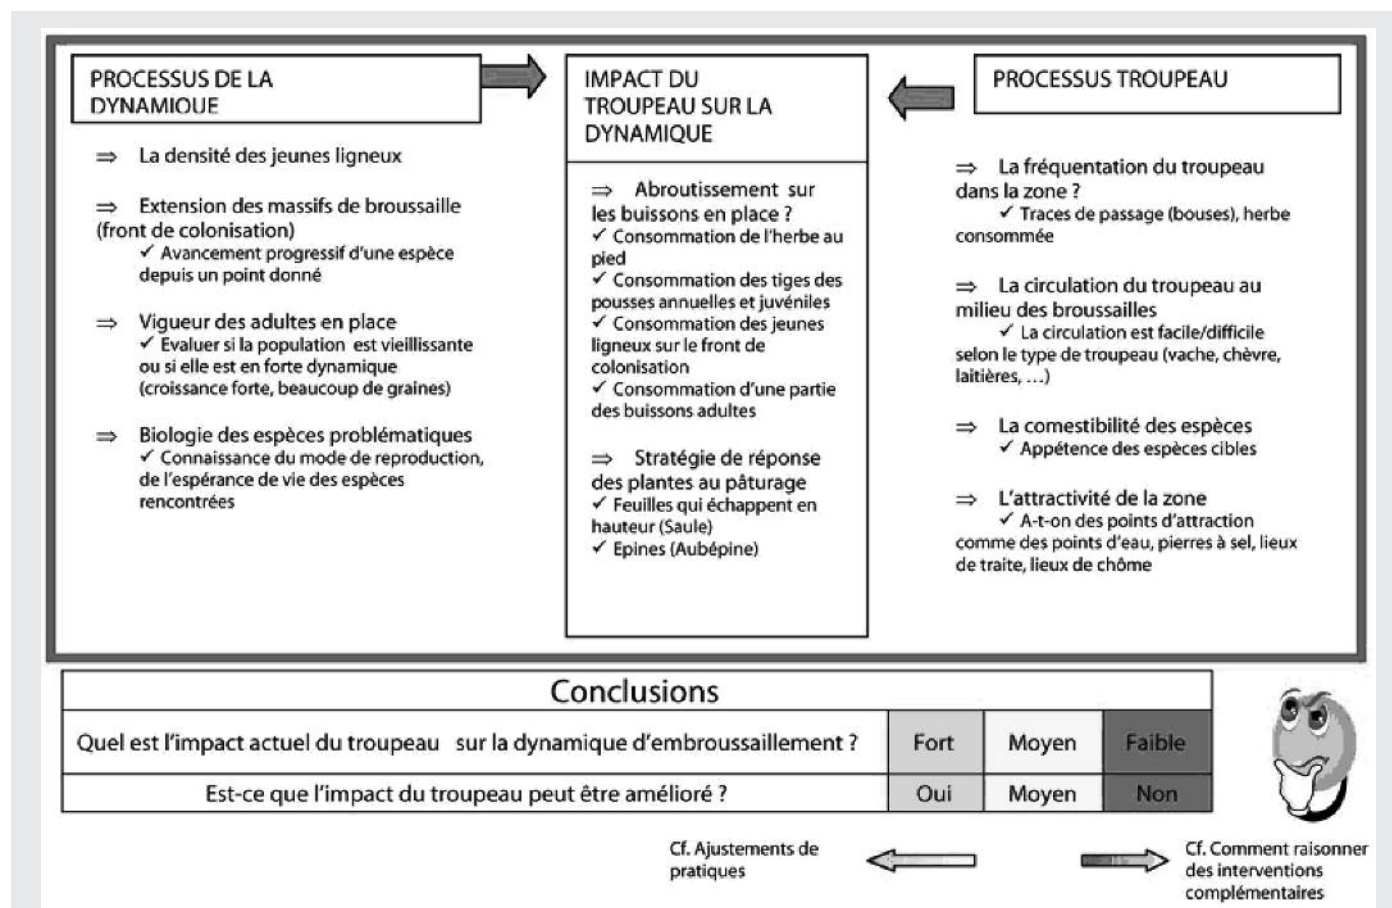 PROCESSUS DE LA
DYNAMIQUE
⇒ La densité des jeunes ligneux
⇒ Extension des massifs de broussaille
(front de colonisation)
✓ Avancement progressif d'une espèce
depuis un point donné
⇒ Vigueur des adultes en place
✓ Evaluer si la population est vieillissante
ou si elle est en forte dynamique
(croissance forte, beaucoup de graines)
⇒ Biologie des espèces problématiques
✓ Connaissance du mode de reproduction,
de l'espérance de vie des espèces
rencontrées
IMPACT DU
TROUPEAU SUR LA
DYNAMIQUE
⇒ Abroutissement sur
les buissons en place ?
✓ Consommation de l'herbe au
pied
✓ Consommation des tiges des
pousses annuelles et juvéniles
✓ Consommation des jeunes
ligneux sur le front de
colonisation
✓ Consommation d'une partie
des buissons adultes
⇒ Stratégie de réponse
des plantes au pâturage
✓ Feuilles qui échappent en
hauteur (Saule)
✓ Epines (Aubépine)
PROCESSUS TROUPEAU
⇒ La fréquentation du troupeau
dans la zone ?
✓ Traces de passage (bouses), herbe
consommée
⇒ La circulation du troupeau au
milieu des broussailles
✓ La circulation est facile/difficile
selon le type de troupeau (vache, chèvre,
laitières, …)
⇒ La comestibilité des espèces
✓ Appétence des espèces cibles
⇒ L'attractivité de la zone
✓ A-t-on des points d'attraction
comme des points d'eau, pierres à sel, lieux
de traite, lieux de chôme
Conclusions
Quel est l'impact actuel du troupeau sur la dynamique d'embroussaillement ? Fort Moyen Faible
Est-ce que l'impact du troupeau peut être amélioré ? Oui Moyen Non
Cf. Ajustements de
pratiques
Cf. Comment raisonner
des interventions
complémentaires